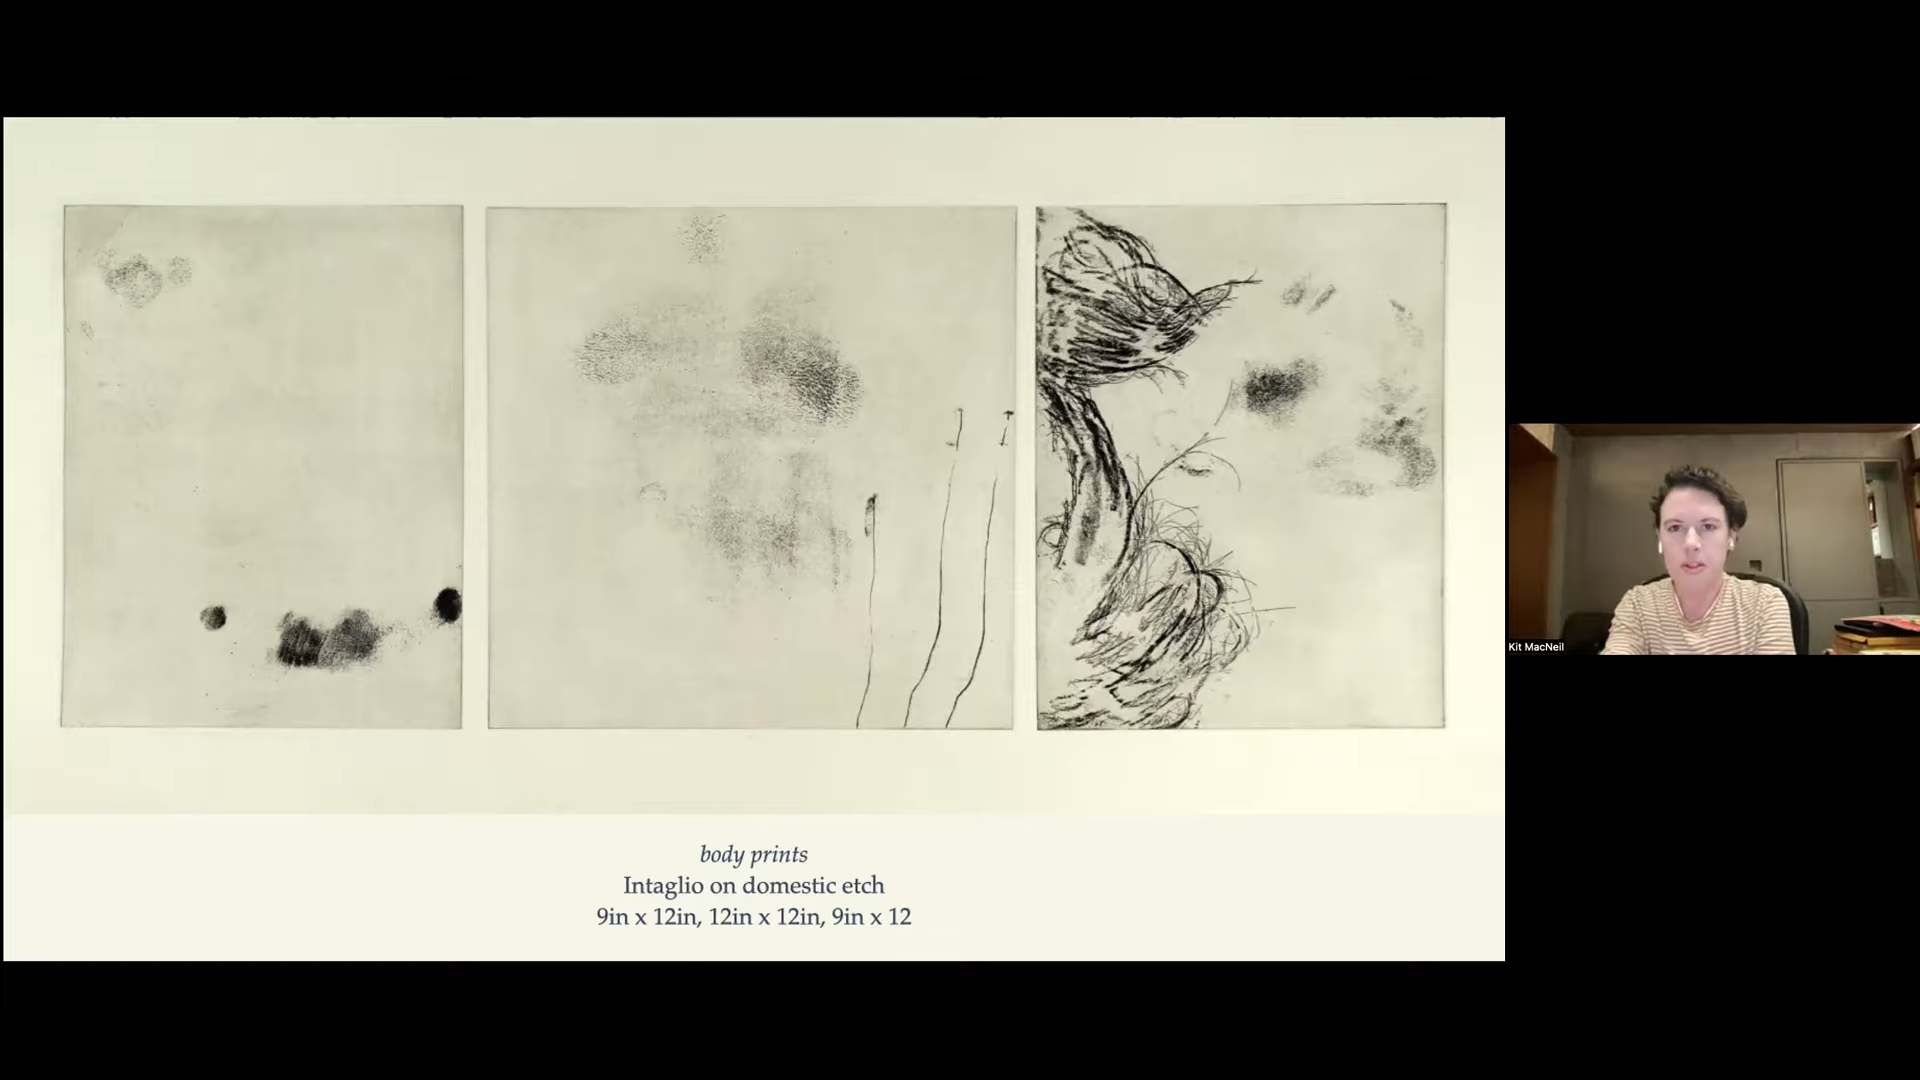 body prints
Intaglio on domestic etch
9in x 12in, 12in x 12in, 9in x 12
Kit MacNeil